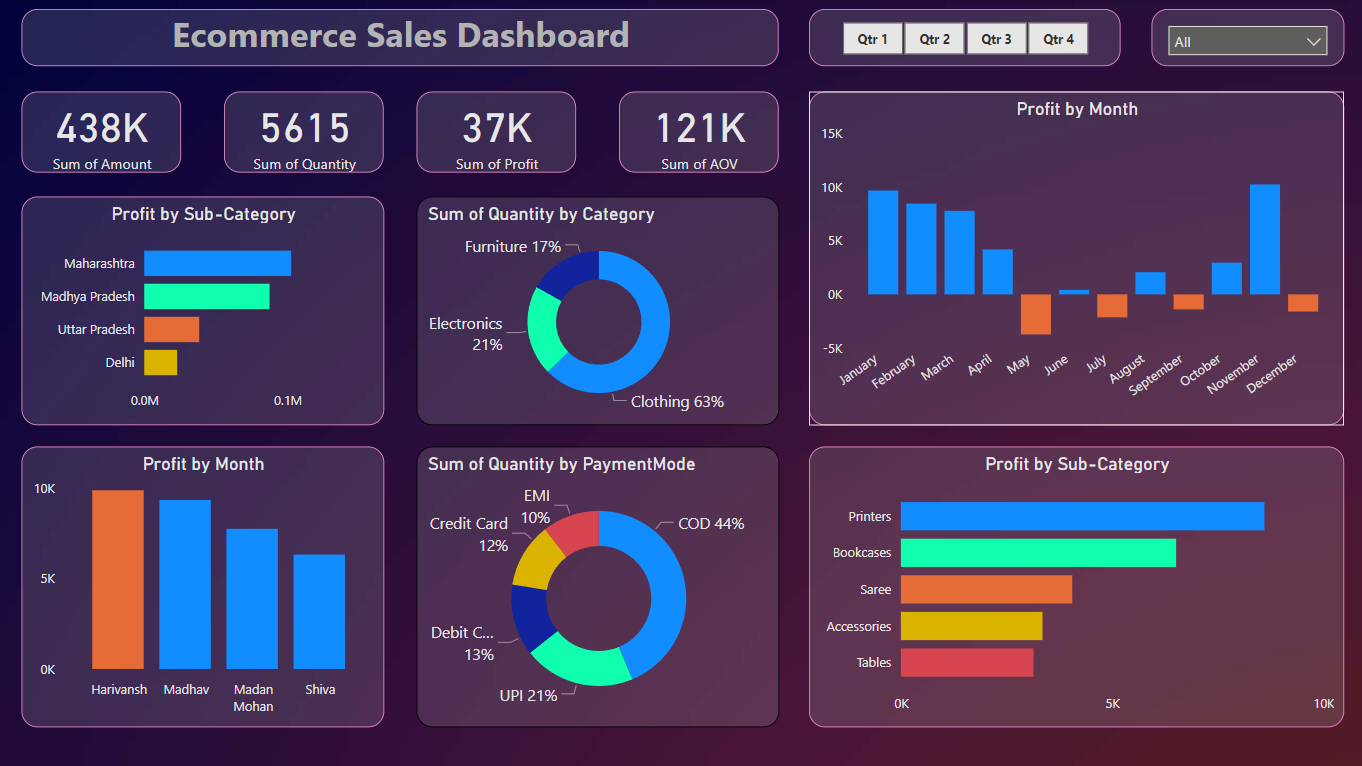 Ecommerce Sales Dashboard
Qtr 1 Qtr 2 Qtr 3 Qtr 4
All
438K
Sum of Amount
5615
Sum of Quantity
37K
Sum of Profit
121K
Sum of AOV
Profit by Month
15K
10K
5K
0K
-5K
January February March April May June July August September October November December
Profit by Sub-Category
Maharashtra
Madhya Pradesh
Uttar Pradesh
Delhi
0.0M 0.1M
Sum of Quantity by Category
Furniture 17%
Electronics
21%
Clothing 63%
Profit by Month
10K
5K
0K
Harivansh Madhav Madan Shiva
Mohan
Sum of Quantity by PaymentMode
EMI
10%
COD 44%
Credit Card
12%
Debit C...
13%
UPI 21%
Profit by Sub-Category
Printers
Bookcases
Saree
Accessories
Tables
0K 5K 10K